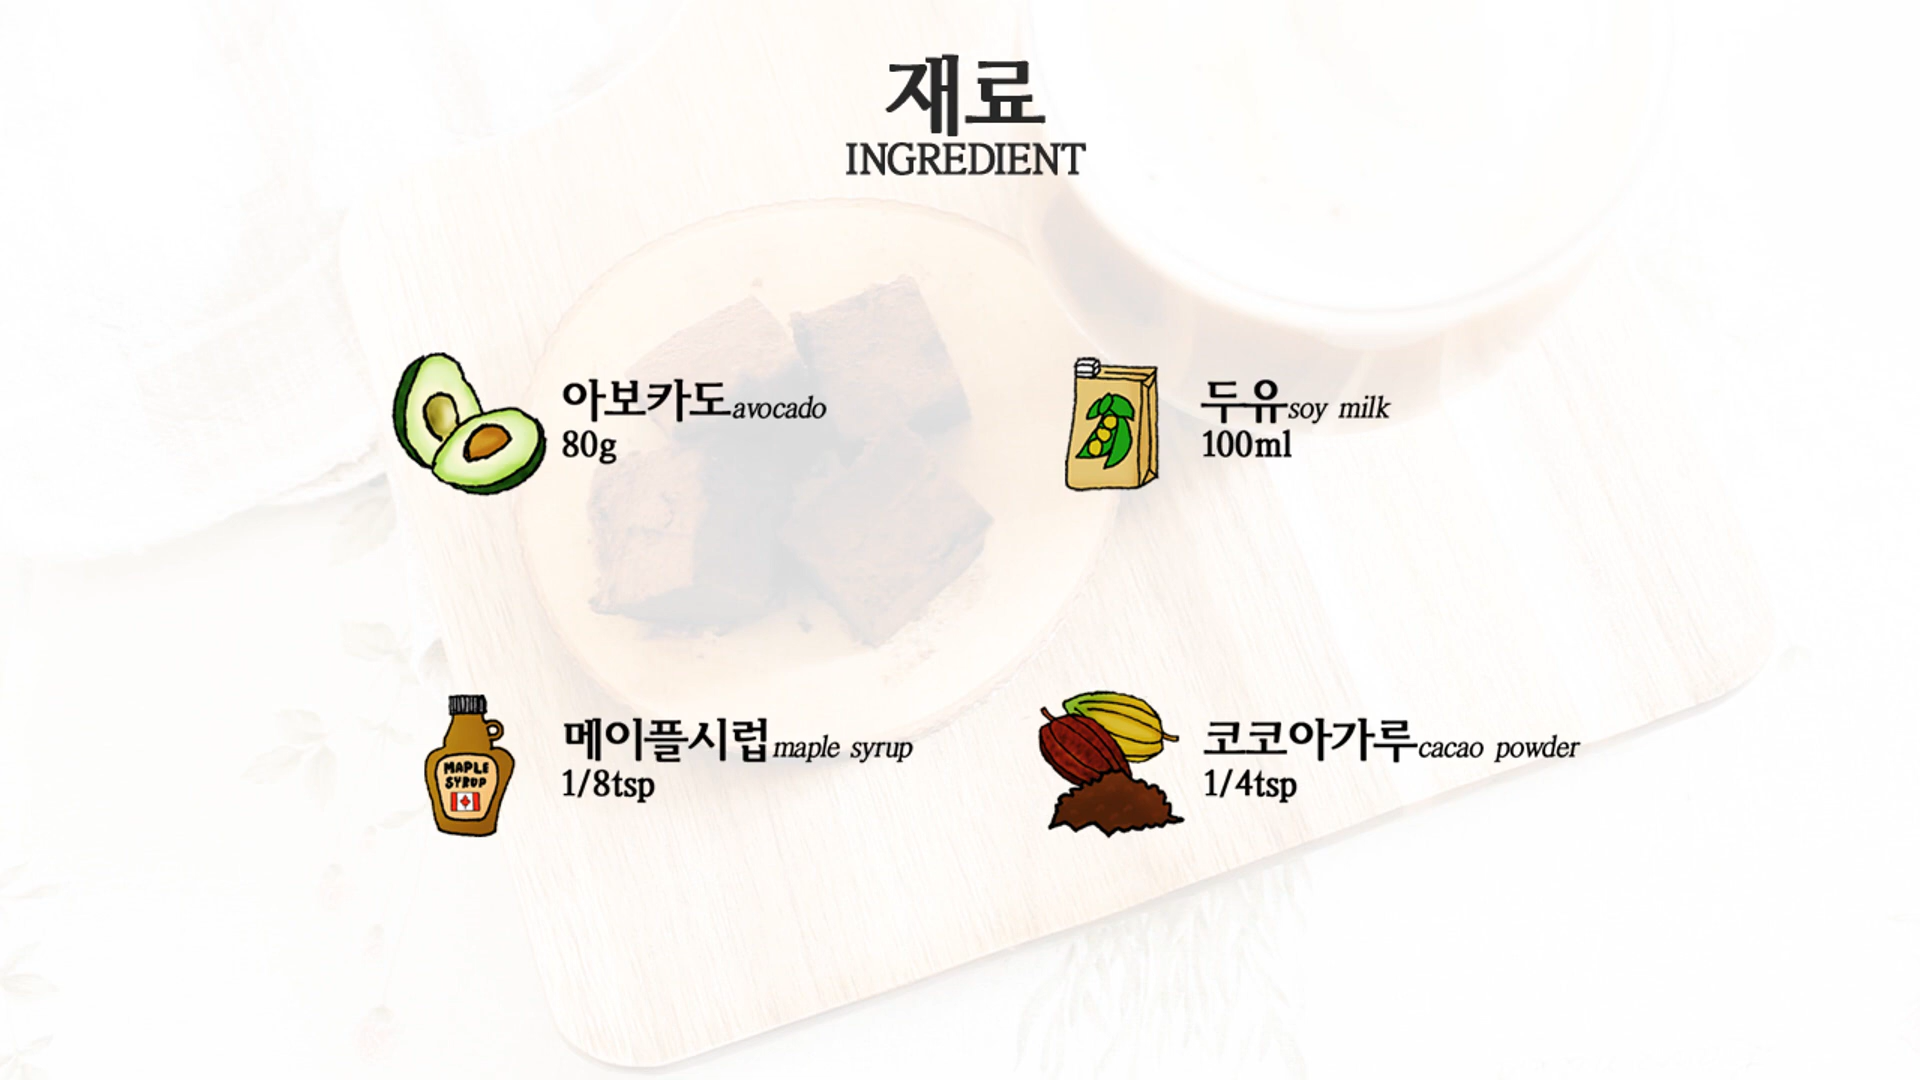 재료
INGREDIENT
아보카도avocado
80g
두유soy milk
100ml
MAPLE
SYRUP
메이플시럽maple syrup
1/8tsp
코코아가루cacao powder
1/4tsp